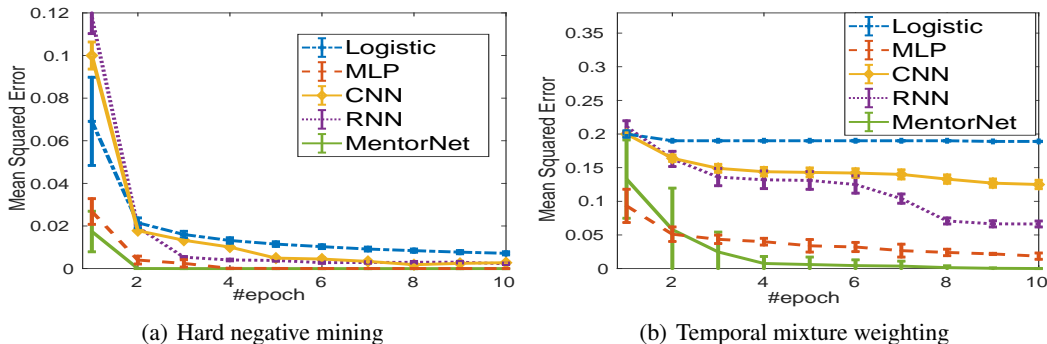 0.12
0.1
0.08
0.06
0.04
0.02
0
Mean Squared Error
Logistic
MLP
CNN
RNN
MentorNet
2
4
6
8
10
#epoch
(a) Hard negative mining
0.35
0.3
0.25
0.2
0.15
0.1
0.05
0
Mean Squared Error
Logistic
MLP
CNN
RNN
MentorNet
2
4
6
8
10
#epoch
(b) Temporal mixture weighting